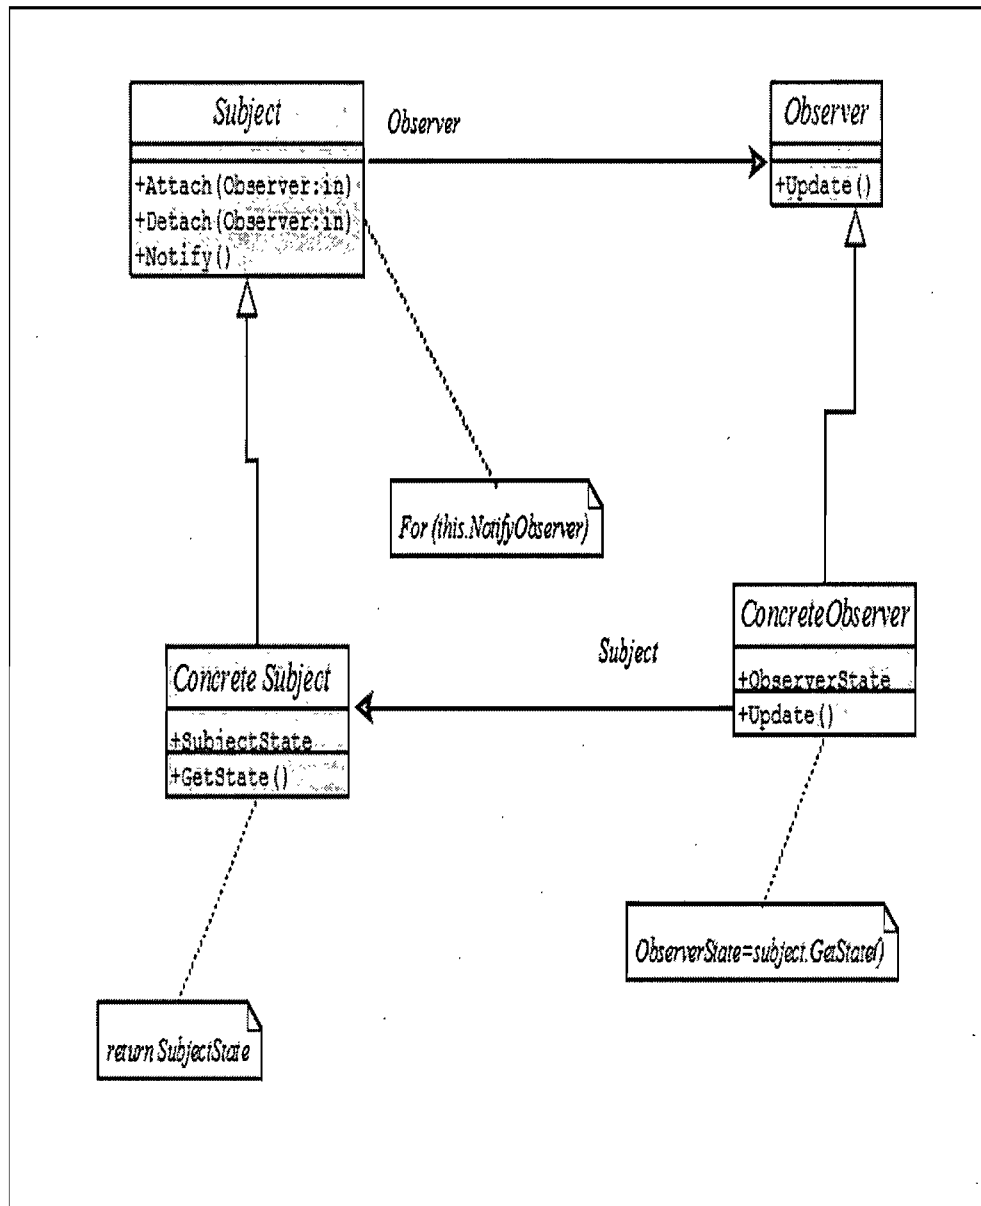 Subject
+Attach(Observer:in)
+Detach(Observer:in)
+Notify()
Observer
Observer
+Update()
For (this.NotifyObserver)
Concrete Subject
+SubjectState
+GetState()
Subject
ConcreteObserver
+ObserverState
+Update()
ObserverState=subject.GetState()
return SubjectState